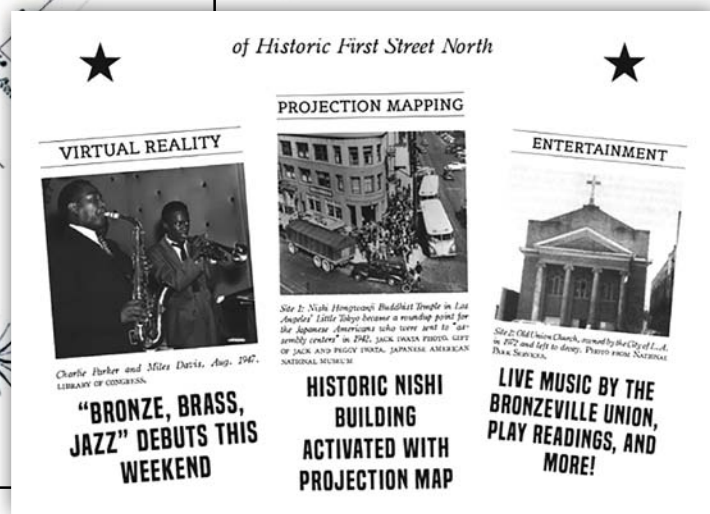 of Historic First Street North
VIRTUAL REALITY
Charlie Parker and Miles Davis, Aug. 1947.
LIBRARY OF CONGRESS.
"BRONZE, BRASS,
JAZZ" DEBUTS THIS
WEEKEND
PROJECTION MAPPING
Site 1: Nishi Hongwanji Buddhist Temple in Los
Angeles' Little Tokyo became a roundup point for
the Japanese Americans who were sent to "as-
sembly centers" in 1942. JACK IWATA PHOTO. GIFT
OF JACK AND PEGGY IWATA, JAPANESE AMERICAN
NATIONAL MUSEUM
HISTORIC NISHI
BUILDING
ACTIVATED WITH
PROJECTION MAP
ENTERTAINMENT
Site 2: Old Union Church, owned by the City of L.A.
in 1972 and left to decay. PHOTO FROM NATIONAL
PARK SERVICES.
LIVE MUSIC BY THE
BRONZEVILLE UNION,
PLAY READINGS, AND
MORE!